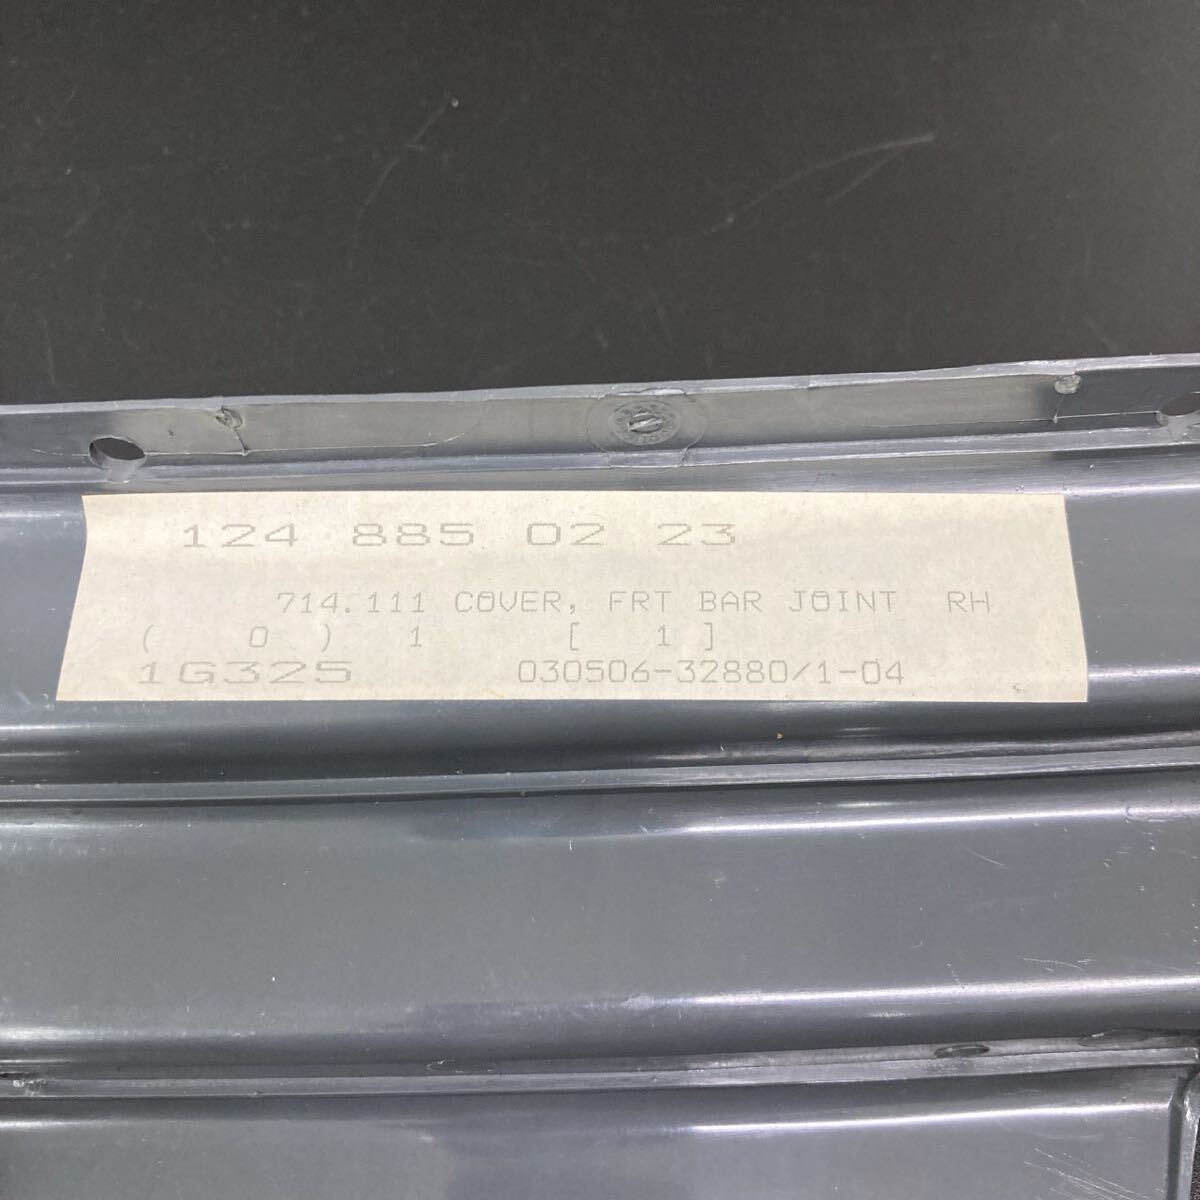 124 885 02 23
714.111 COVER, FRT BAR JOINT RH
( 0 ) 1 [ 1 ]
1G325 030506-32880/1-04